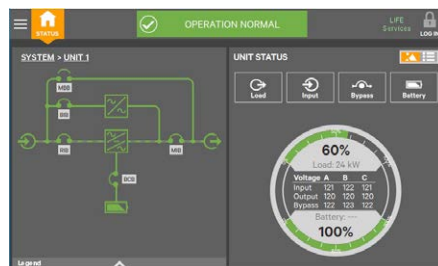 STATUS
OPERATION NORMAL
LIFE
Services
LOG IN
SYSTEM > UNIT 1
MBB
BIB
RIB
MIB
BCB
Legend
UNIT STATUS
Load
Input
Bypass
Battery
60%
Load: 24 kW
Voltage A B C
Input 121 122 121
Output 120 120 120
Bypass 122 123 122
Battery: ---
100%